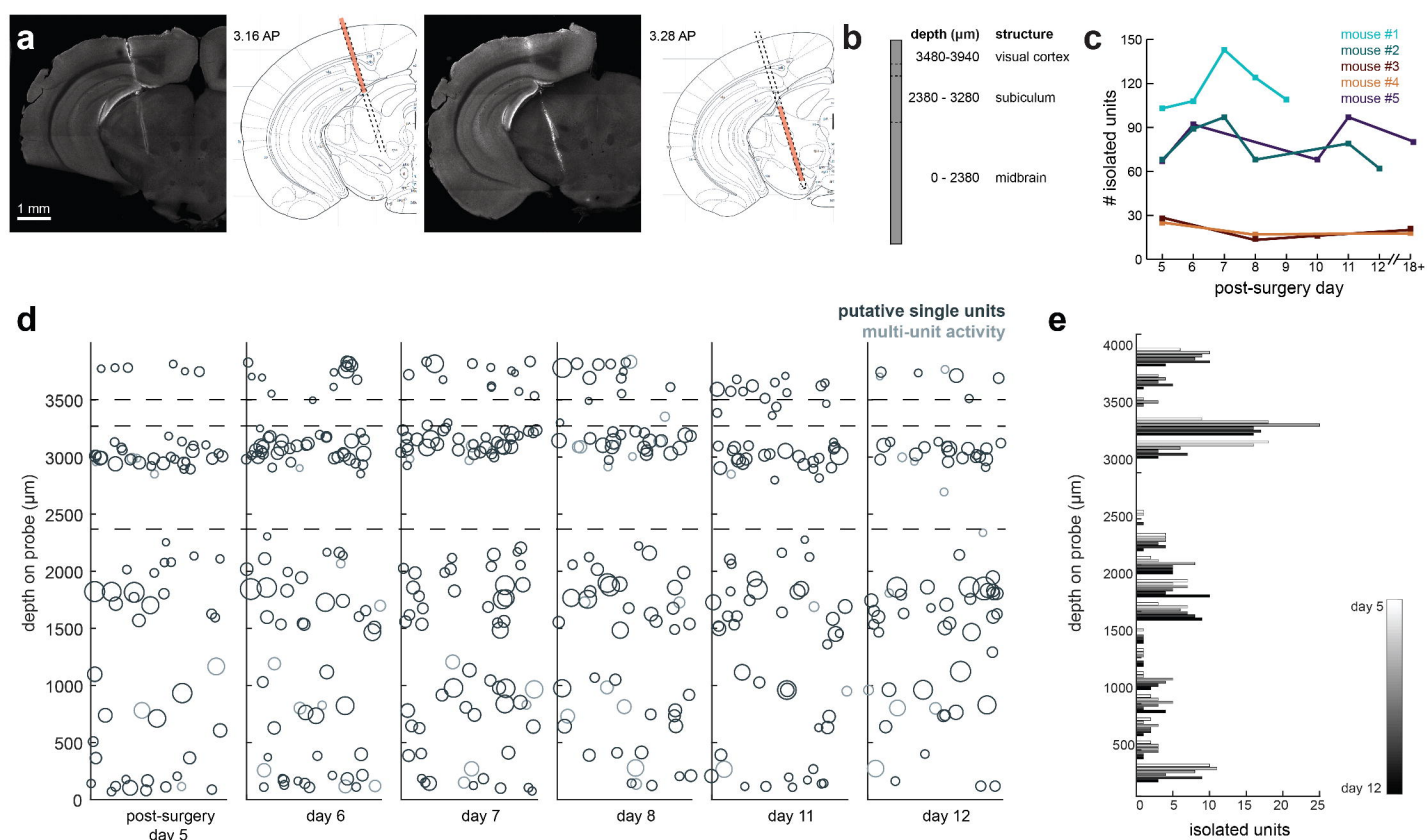 a
3.16 AP
3.28 AP
1 mm
b
depth (µm) structure
3480-3940 visual cortex
2380 - 3280 subiculum
0 - 2380 midbrain
c
mouse #1
mouse #2
mouse #3
mouse #4
mouse #5
150
120
90
60
30
0
# isolated units
5 6 7 8 9 10 11 12 18+
post-surgery day
d
putative single units
multi-unit activity
3500
3000
2500
2000
1500
1000
500
0
depth on probe (µm)
post-surgery
day 5
day 6
day 7
day 8
day 11
day 12
e
4000
3500
3000
2500
2000
1500
1000
500
depth on probe (µm)
0 5 10 15 20 25
isolated units
day 5
day 12